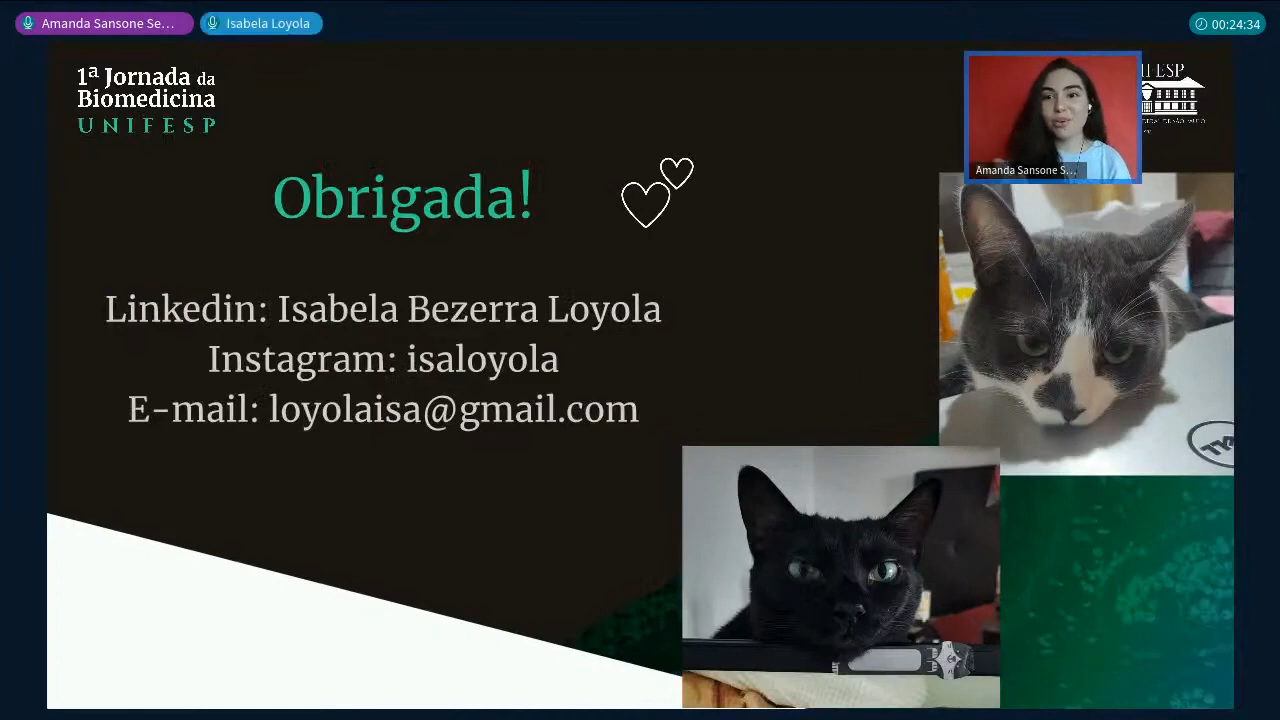 Amanda Sansone Se...
Isabela Loyola
00:24:34
1ª Jornada da
Biomedicina
UNIFESP
Amanda Sansone S...
Obrigada!
Linkedin: Isabela Bezerra Loyola
Instagram: isaloyola
E-mail: loyolaisa@gmail.com